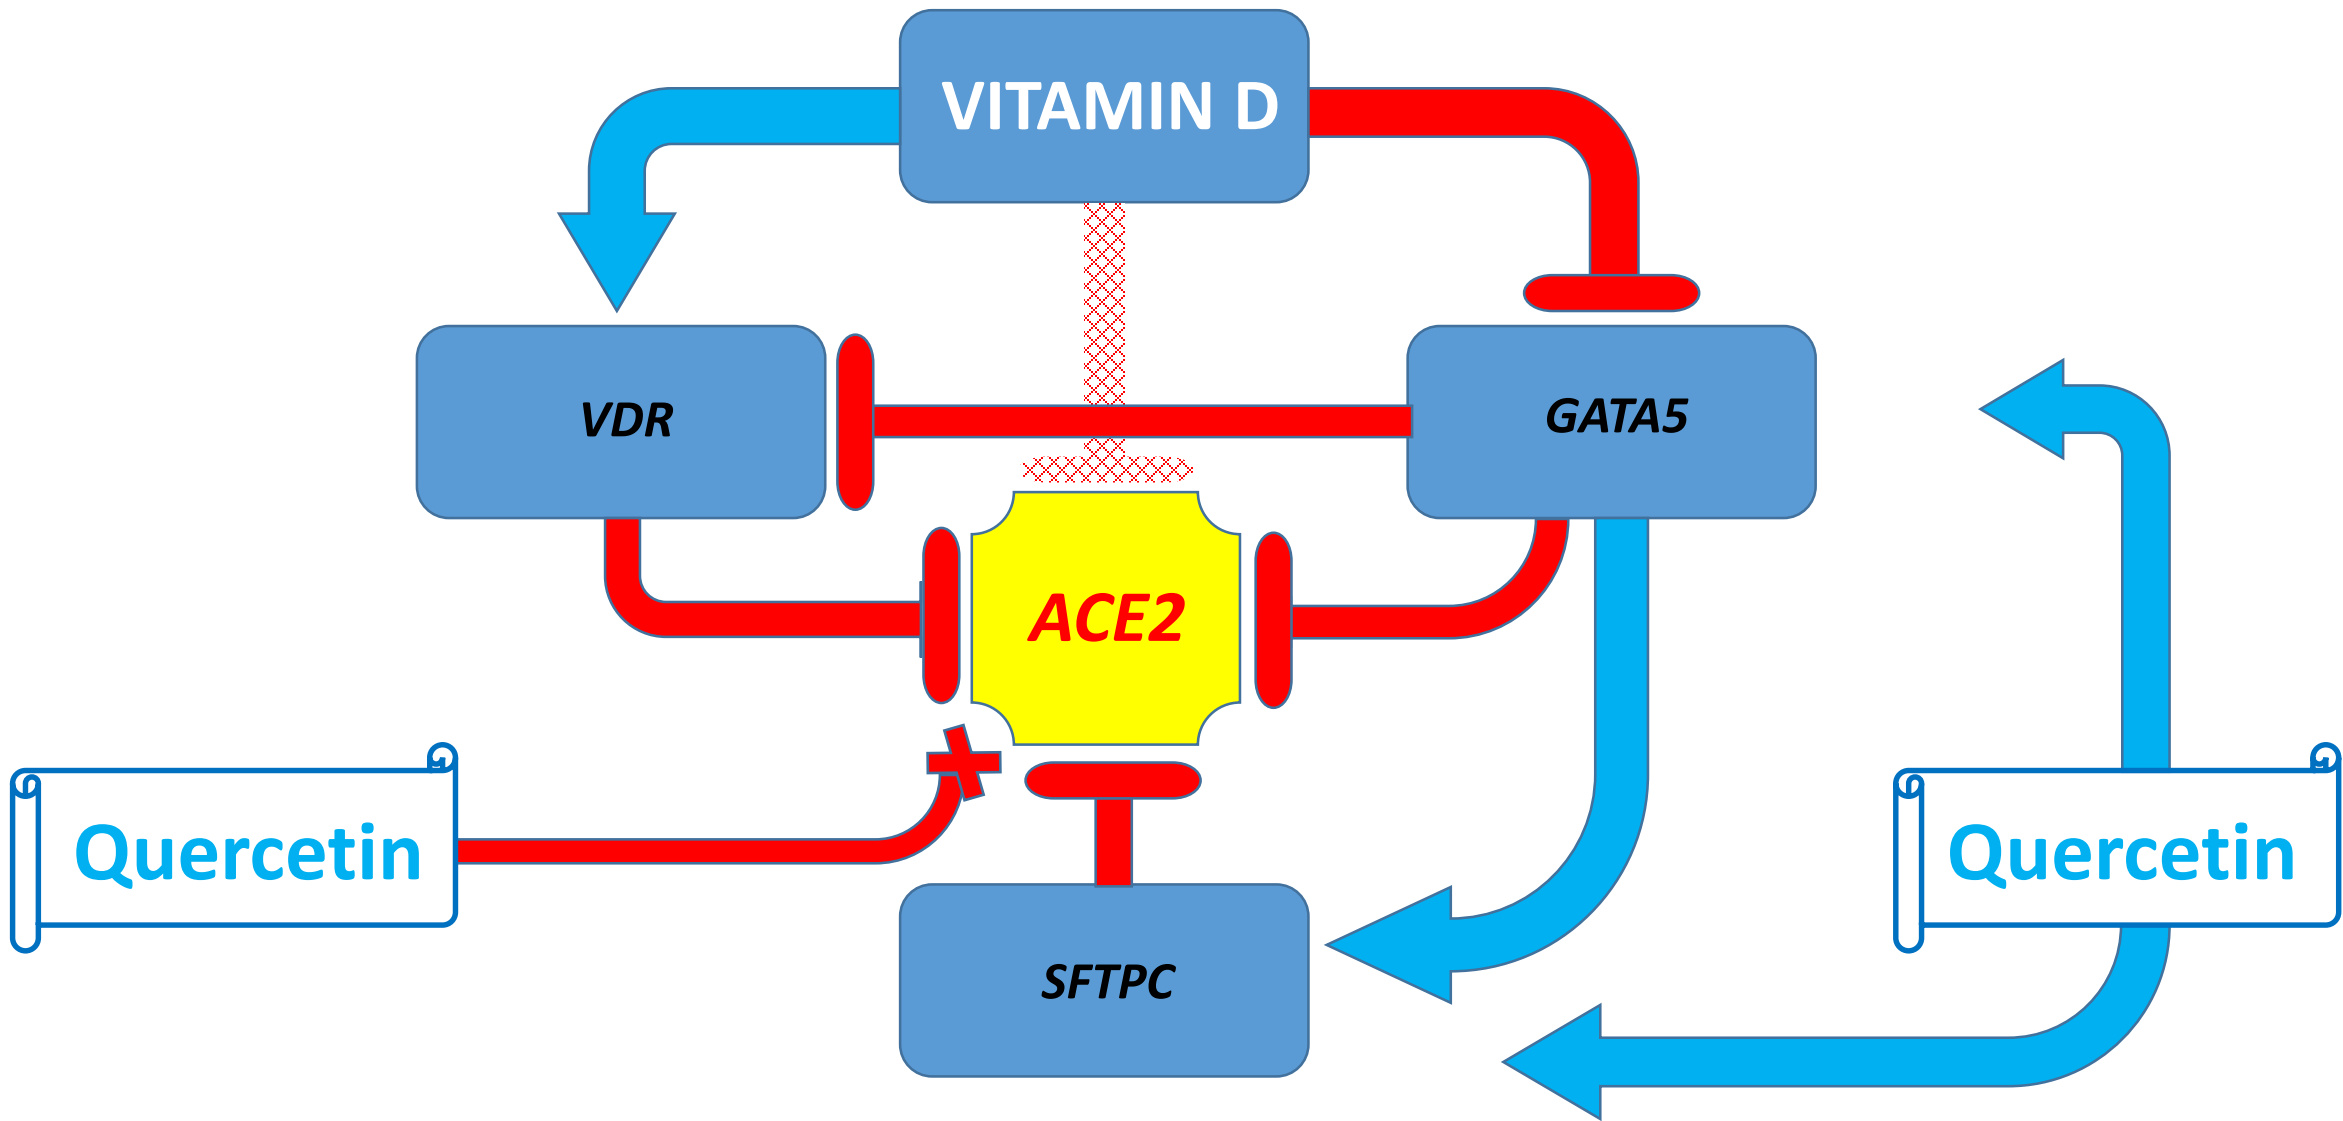 VITAMIN D
VDR
GATA5
ACE2
Quercetin
Quercetin
SFTPC